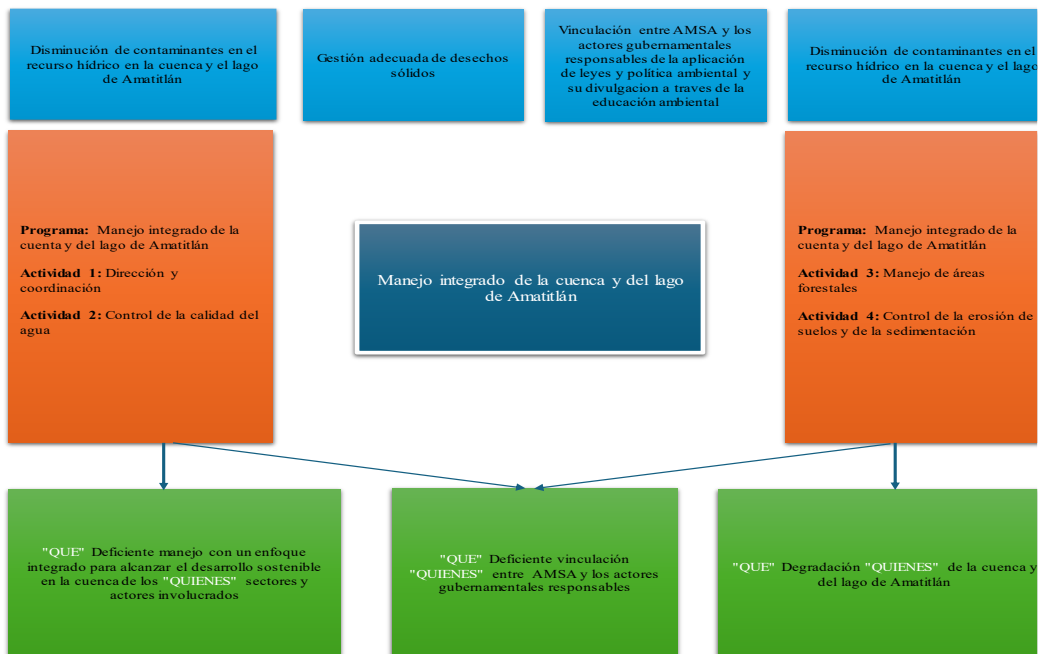 Disminución de contaminantes en el
recurso hídrico en la cuenca y el lago
de Amatitlán
Gestión adecuada de desechos
sólidos
Vinculación entre AMSA y los
actores gubernamentales
responsables de la aplicación
de leyes y política ambiental y
su divulgacion a traves de la
educación ambiental
Disminución de contaminantes en el
recurso hídrico en la cuenca y el lago
de Amatitlán
Programa: Manejo integrado de la
cuenta y del lago de Amatitlán
Actividad 1: Dirección y
coordinación
Actividad 2: Control de la calidad del
agua
Manejo integrado de la cuenca y del lago
de Amatitlán
Programa: Manejo integrado de la
cuenta y del lago de Amatitlán
Actividad 3: Manejo de áreas
forestales
Actividad 4: Control de la erosión de
suelos y de la sedimentación
"QUE" Deficiente manejo con un enfoque
integrado para alcanzar el desarrollo sostenible
en la cuenca de los "QUIENES" sectores y
actores involucrados
"QUE" Deficiente vinculación
"QUIENES" entre AMSA y los actores
gubernamentales responsables
"QUE" Degradación "QUIENES" de la cuenca y
del lago de Amatitlán